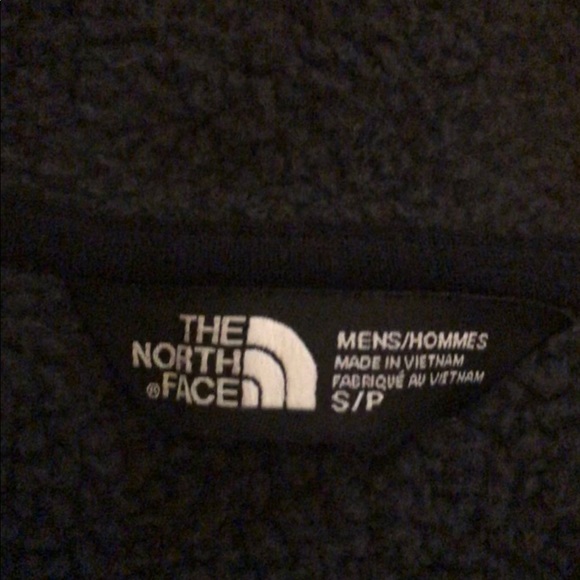 THE
NORTH
®FACE
MENS/HOMMES
MADE IN VIETNAM
FABRIQUÉ AU VIETNAM
S/P